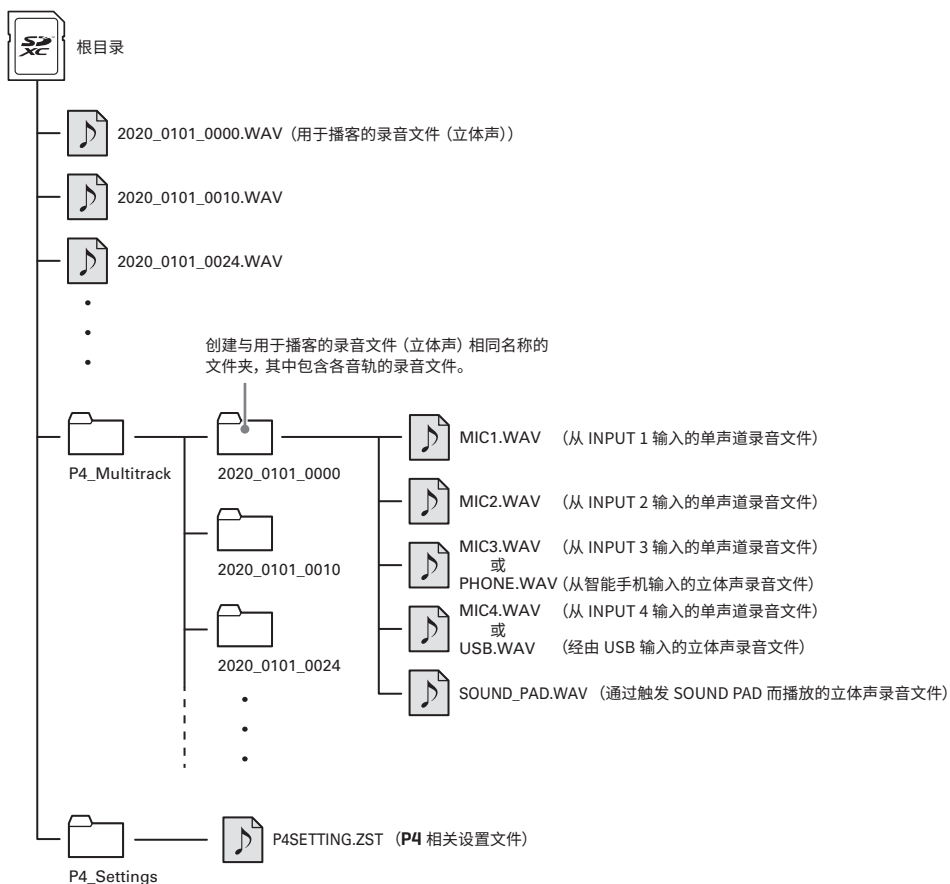 SD XC
根目录
2020_0101_0000.WAV（用于播客的录音文件（立体声））
2020_0101_0010.WAV
2020_0101_0024.WAV
创建与用于播客的录音文件（立体声）相同名称的
文件夹，其中包含各音轨的录音文件。
P4_Multitrack
2020_0101_0000
2020_0101_0010
2020_0101_0024
MIC1.WAV （从 INPUT 1 输入的单声道录音文件）
MIC2.WAV （从 INPUT 2 输入的单声道录音文件）
MIC3.WAV （从 INPUT 3 输入的单声道录音文件）
或
PHONE.WAV（从智能手机输入的立体声录音文件）
MIC4.WAV （从 INPUT 4 输入的单声道录音文件）
或
USB.WAV （经由 USB 输入的立体声录音文件）
SOUND_PAD.WAV（通过触发 SOUND PAD 而播放的立体声录音文件）
P4SETTING.ZST （P4 相关设置文件）
P4_Settings